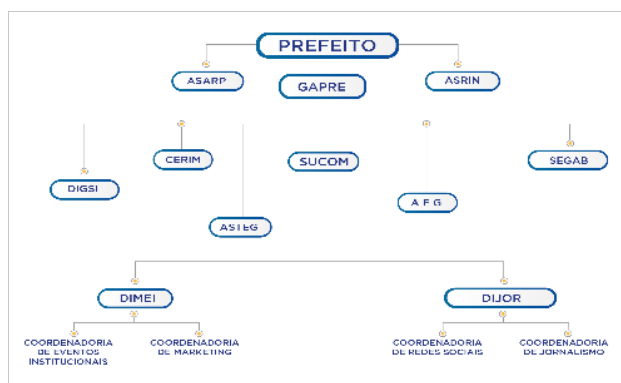 PREFEITO
ASARP
ASRIN
GAPRE
CERIM
SUCOM
SEGAB
DIGSI
A F G
ASTEG
DIMEI
DIJOR
COORDENADORIA
DE EVENTOS
INSTITUCIONAIS
COORDENADORIA
DE MARKETING
COORDENADORIA
DE REDES SOCIAIS
COORDENADORIA
DE JORNALISMO